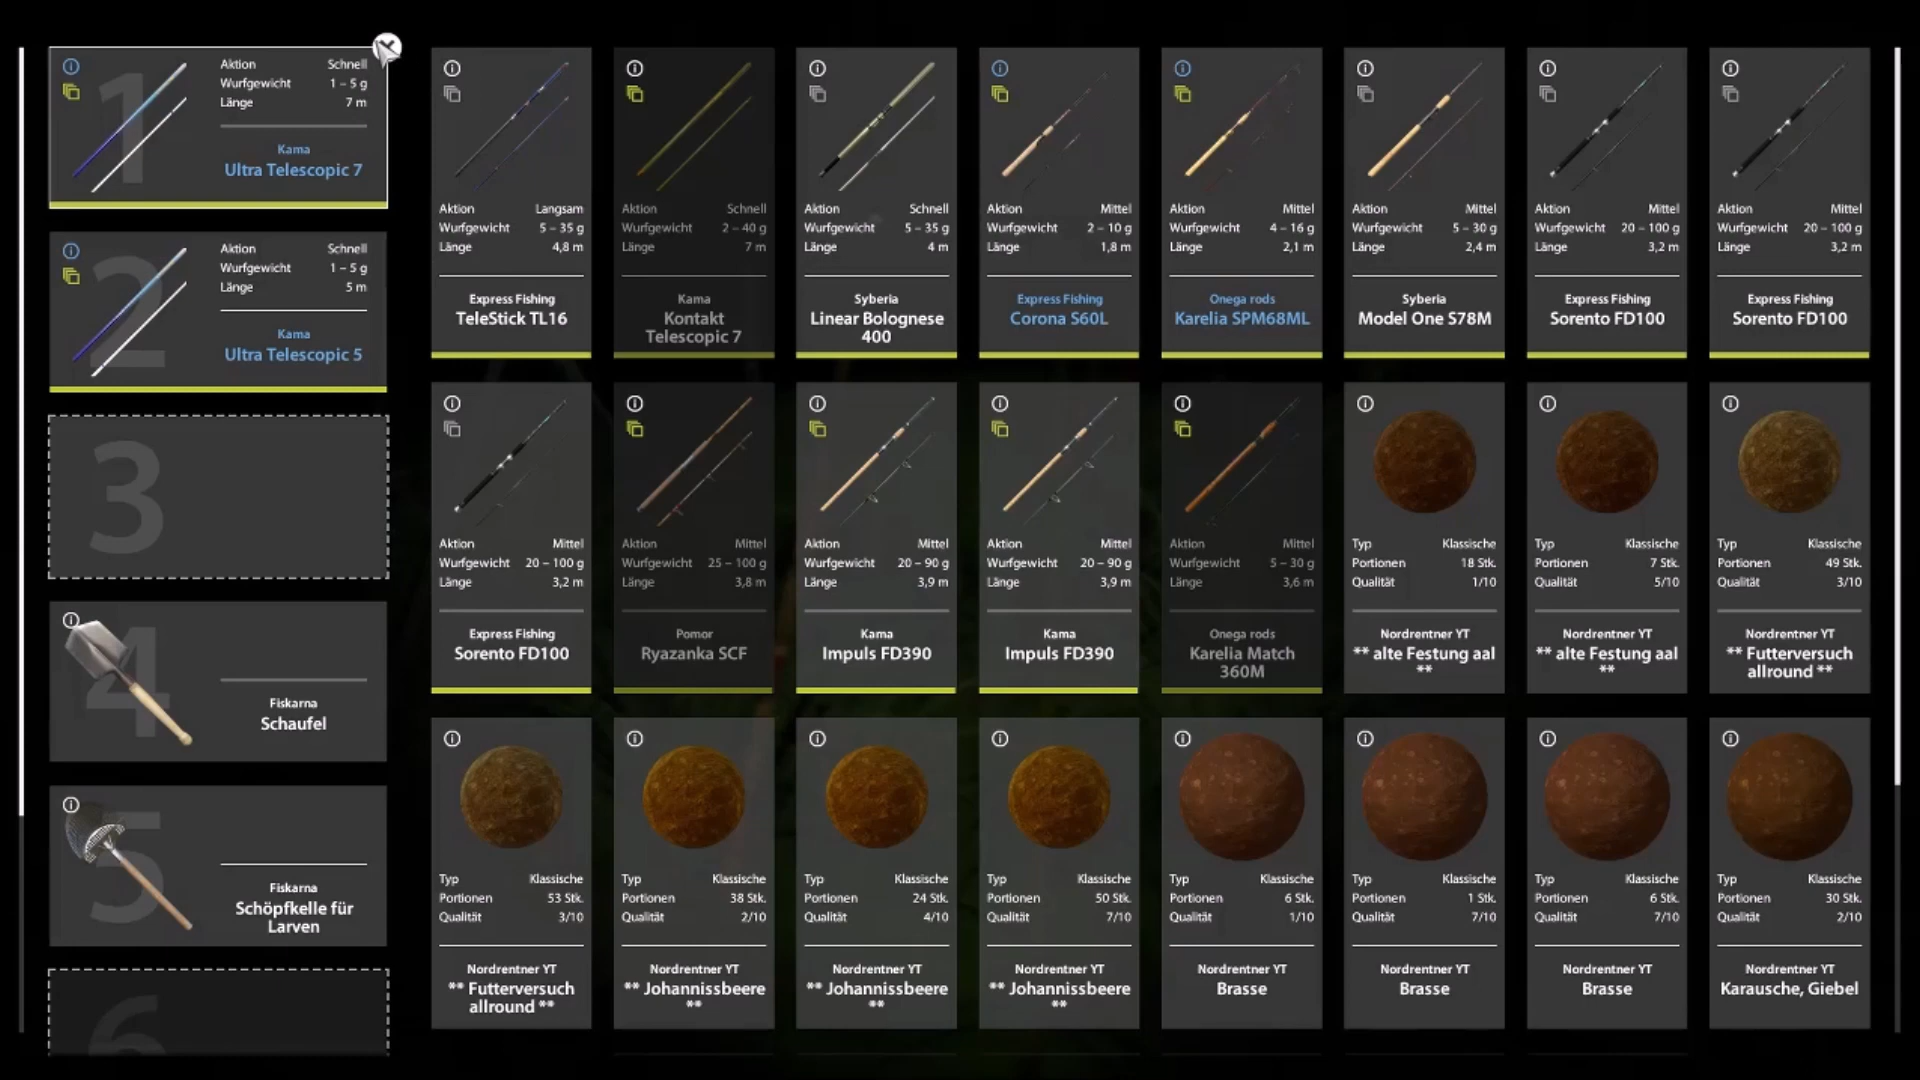 1
Aktion Schnell
Wurfgewicht 1 – 5 g
Länge 7 m
Kama
Ultra Telescopic 7
2
Aktion Schnell
Wurfgewicht 1 – 5 g
Länge 5 m
Kama
Ultra Telescopic 5
3
4
Fiskarna
Schaufel
5
Fiskarna
Schöpfkelle für
Larven
6
Aktion Langsam
Wurfgewicht 5 – 35 g
Länge 4,8 m
Express Fishing
TeleStick TL16
Aktion Schnell
Wurfgewicht 2 – 40 g
Länge 7 m
Kama
Kontakt
Telescopic 7
Aktion Schnell
Wurfgewicht 5 – 35 g
Länge 4 m
Syberia
Linear Bolognese
400
Aktion Mittel
Wurfgewicht 2 – 10 g
Länge 1,8 m
Express Fishing
Corona S60L
Aktion Mittel
Wurfgewicht 4 – 16 g
Länge 2,1 m
Onega rods
Karelia SPM68ML
Aktion Mittel
Wurfgewicht 5 – 30 g
Länge 2,4 m
Syberia
Model One S78M
Aktion Mittel
Wurfgewicht 20 – 100 g
Länge 3,2 m
Express Fishing
Sorento FD100
Aktion Mittel
Wurfgewicht 20 – 100 g
Länge 3,2 m
Express Fishing
Sorento FD100
Aktion Mittel
Wurfgewicht 20 – 100 g
Länge 3,2 m
Express Fishing
Sorento FD100
Aktion Mittel
Wurfgewicht 25 – 100 g
Länge 3,8 m
Pomor
Ryazanka SCF
Aktion Mittel
Wurfgewicht 20 – 90 g
Länge 3,9 m
Kama
Impuls FD390
Aktion Mittel
Wurfgewicht 20 – 90 g
Länge 3,9 m
Kama
Impuls FD390
Aktion Mittel
Wurfgewicht 5 – 30 g
Länge 3,6 m
Onega rods
Karelia Match
360M
Typ Klassische
Portionen 18 Stk.
Qualität 1/10
Nordrentner YT
** alte Festung aal
**
Typ Klassische
Portionen 7 Stk.
Qualität 5/10
Nordrentner YT
** alte Festung aal
**
Typ Klassische
Portionen 49 Stk.
Qualität 3/10
Nordrentner YT
** Futterversuch
allround **
Typ Klassische
Portionen 53 Stk.
Qualität 3/10
Nordrentner YT
** Futterversuch
allround **
Typ Klassische
Portionen 38 Stk.
Qualität 2/10
Nordrentner YT
** Johannissbeere
**
Typ Klassische
Portionen 24 Stk.
Qualität 4/10
Nordrentner YT
** Johannissbeere
**
Typ Klassische
Portionen 50 Stk.
Qualität 7/10
Nordrentner YT
** Johannissbeere
**
Typ Klassische
Portionen 6 Stk.
Qualität 1/10
Nordrentner YT
Brasse
Typ Klassische
Portionen 1 Stk.
Qualität 7/10
Nordrentner YT
Brasse
Typ Klassische
Portionen 6 Stk.
Qualität 7/10
Nordrentner YT
Brasse
Typ Klassische
Portionen 30 Stk.
Qualität 2/10
Nordrentner YT
Karausche, Giebel